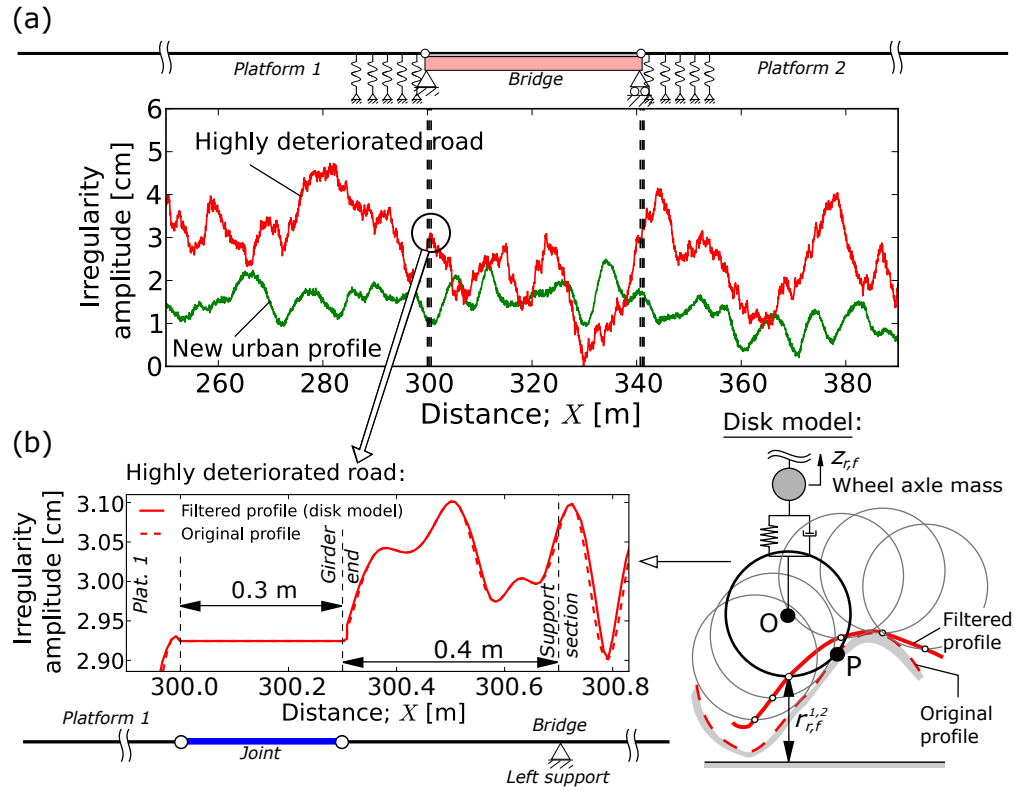 (a)
Platform 1
Bridge
Platform 2
Irregularity
amplitude [cm]
6
5
4
3
2
1
0
Highly deteriorated road
New urban profile
260
280
300
320
340
360
380
Distance; X [m]
(b)
Highly deteriorated road:
Irregularity
amplitude [cm]
3.10
3.05
3.00
2.95
2.90
Filtered profile (disk model)
Original profile
Plat. 1
Girder
end
Support
section
0.3 m
0.4 m
300.0
300.2
300.4
300.6
300.8
Distance; X [m]
Platform 1
Joint
Bridge
Left support
Disk model:
z_{r,f}
Wheel axle mass
O
P
Filtered
profile
r_{r,f}^{1,2}
Original
profile